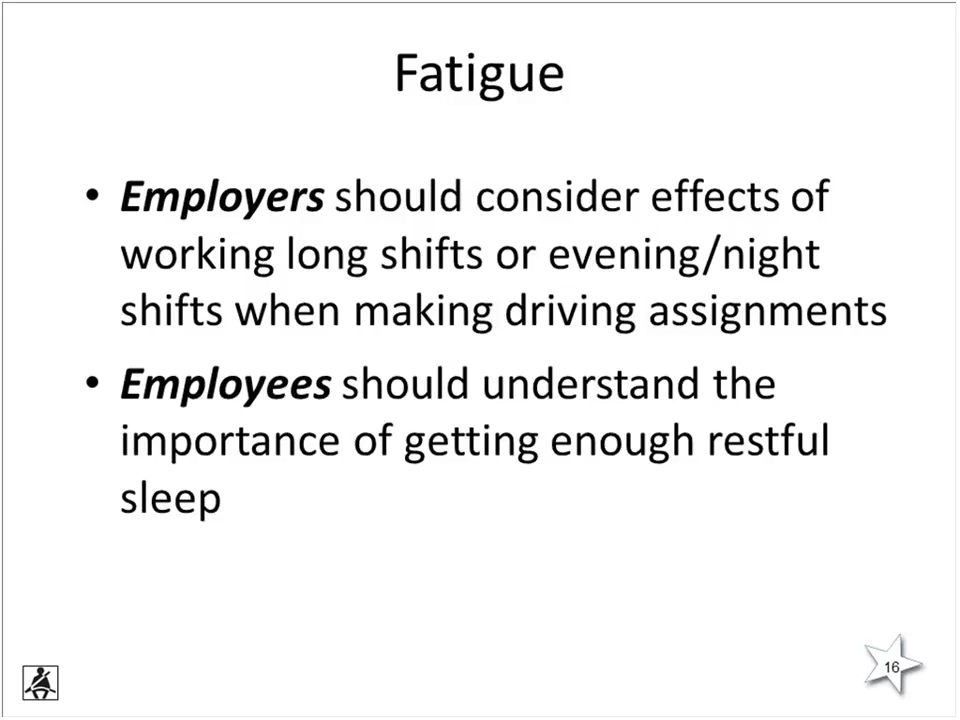 Fatigue
• Employers should consider effects of
working long shifts or evening/night
shifts when making driving assignments
• Employees should understand the
importance of getting enough restful
sleep
16